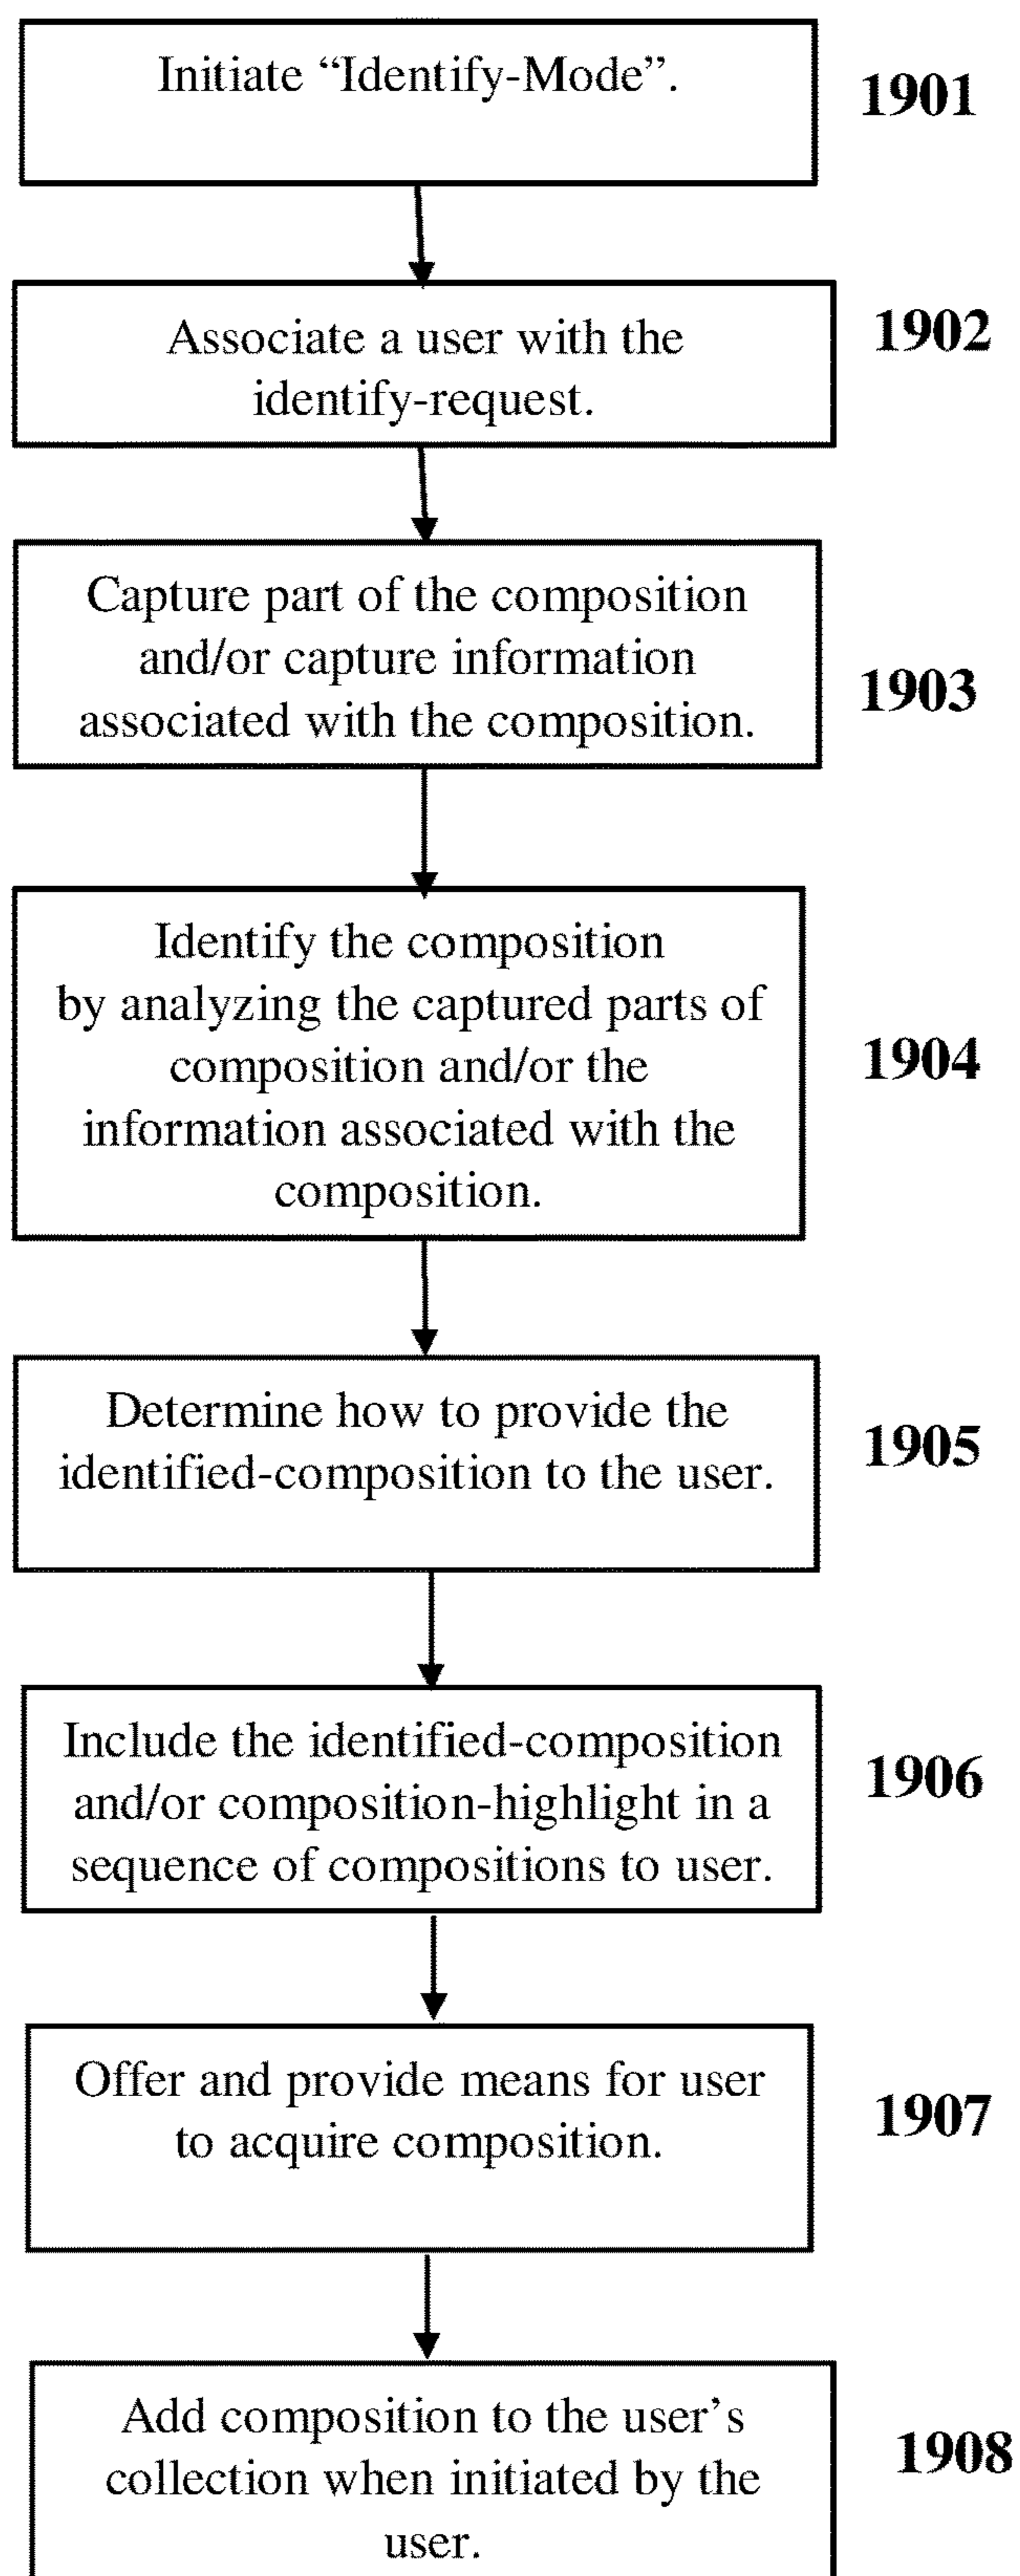 Initiate “Identify-Mode”.
1901
Associate a user with the
identify-request.
1902
Capture part of the composition
and/or capture information
associated with the composition.
1903
Identify the composition
by analyzing the captured parts of
composition and/or the
information associated with the
composition.
1904
Determine how to provide the
identified-composition to the user.
1905
Include the identified-composition
and/or composition-highlight in a
sequence of compositions to user.
1906
Offer and provide means for user
to acquire composition.
1907
Add composition to the user’s
collection when initiated by the
user.
1908